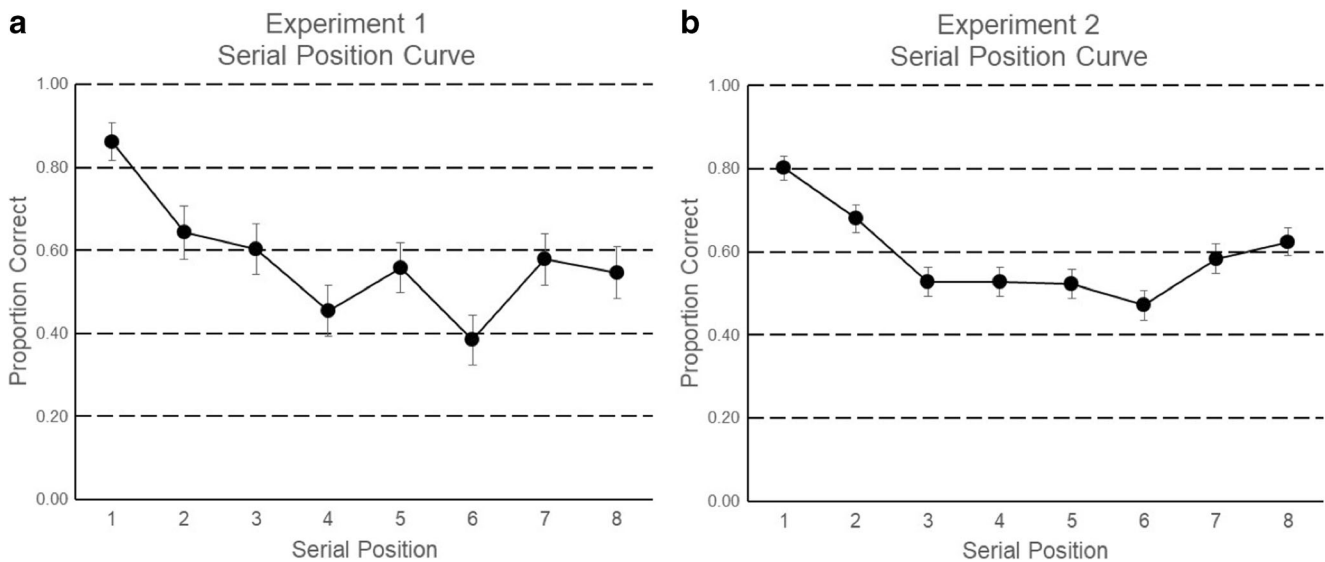 a
Experiment 1
Serial Position Curve
1.00
0.80
0.60
0.40
0.20
0.00
Proportion Correct
1 2 3 4 5 6 7 8
Serial Position
b
Experiment 2
Serial Position Curve
1.00
0.80
0.60
0.40
0.20
0.00
Proportion Correct
1 2 3 4 5 6 7 8
Serial Position